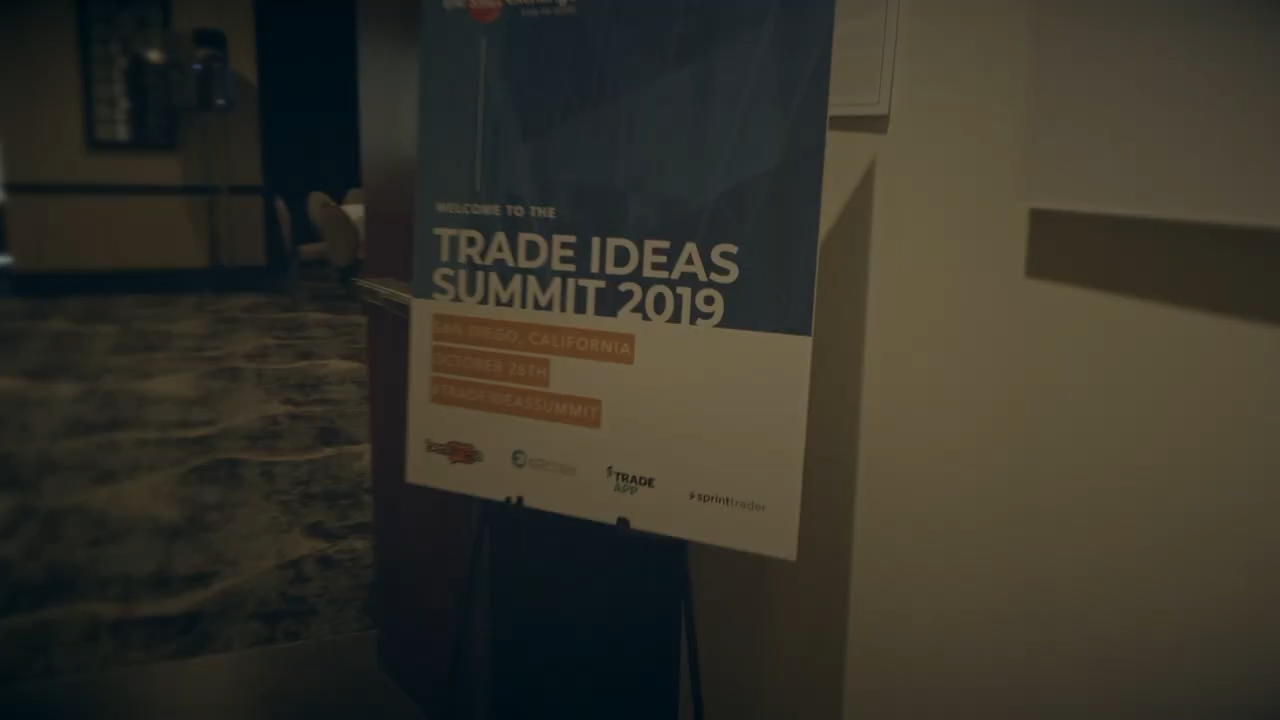 WELCOME TO THE
TRADE IDEAS
SUMMIT 2019
SAN DIEGO, CALIFORNIA
OCTOBER 26TH
#TRADEIDEASSUMMIT
TRADE
APP
sprinttrader